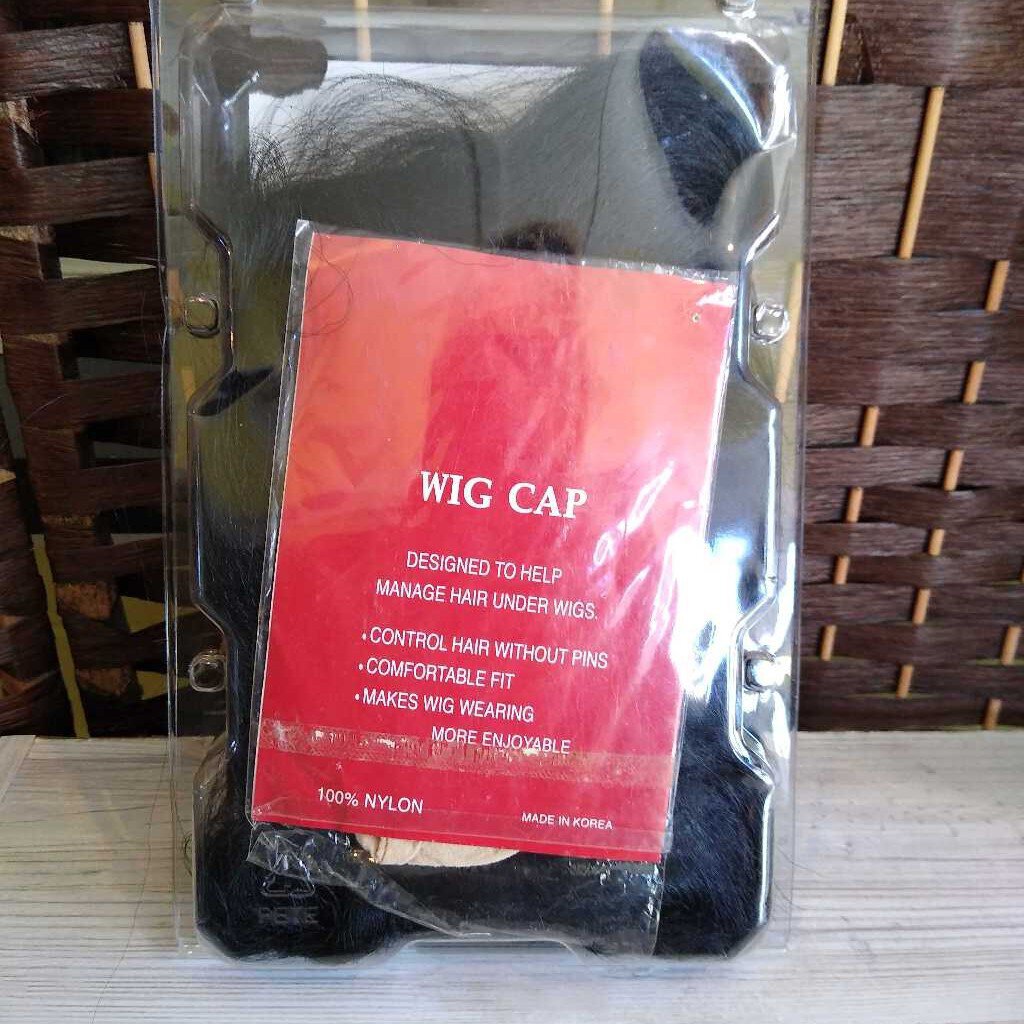 WIG CAP
DESIGNED TO HELP
MANAGE HAIR UNDER WIGS.
• CONTROL HAIR WITHOUT PINS
• COMFORTABLE FIT
• MAKES WIG WEARING
MORE ENJOYABLE
100% NYLON
MADE IN KOREA